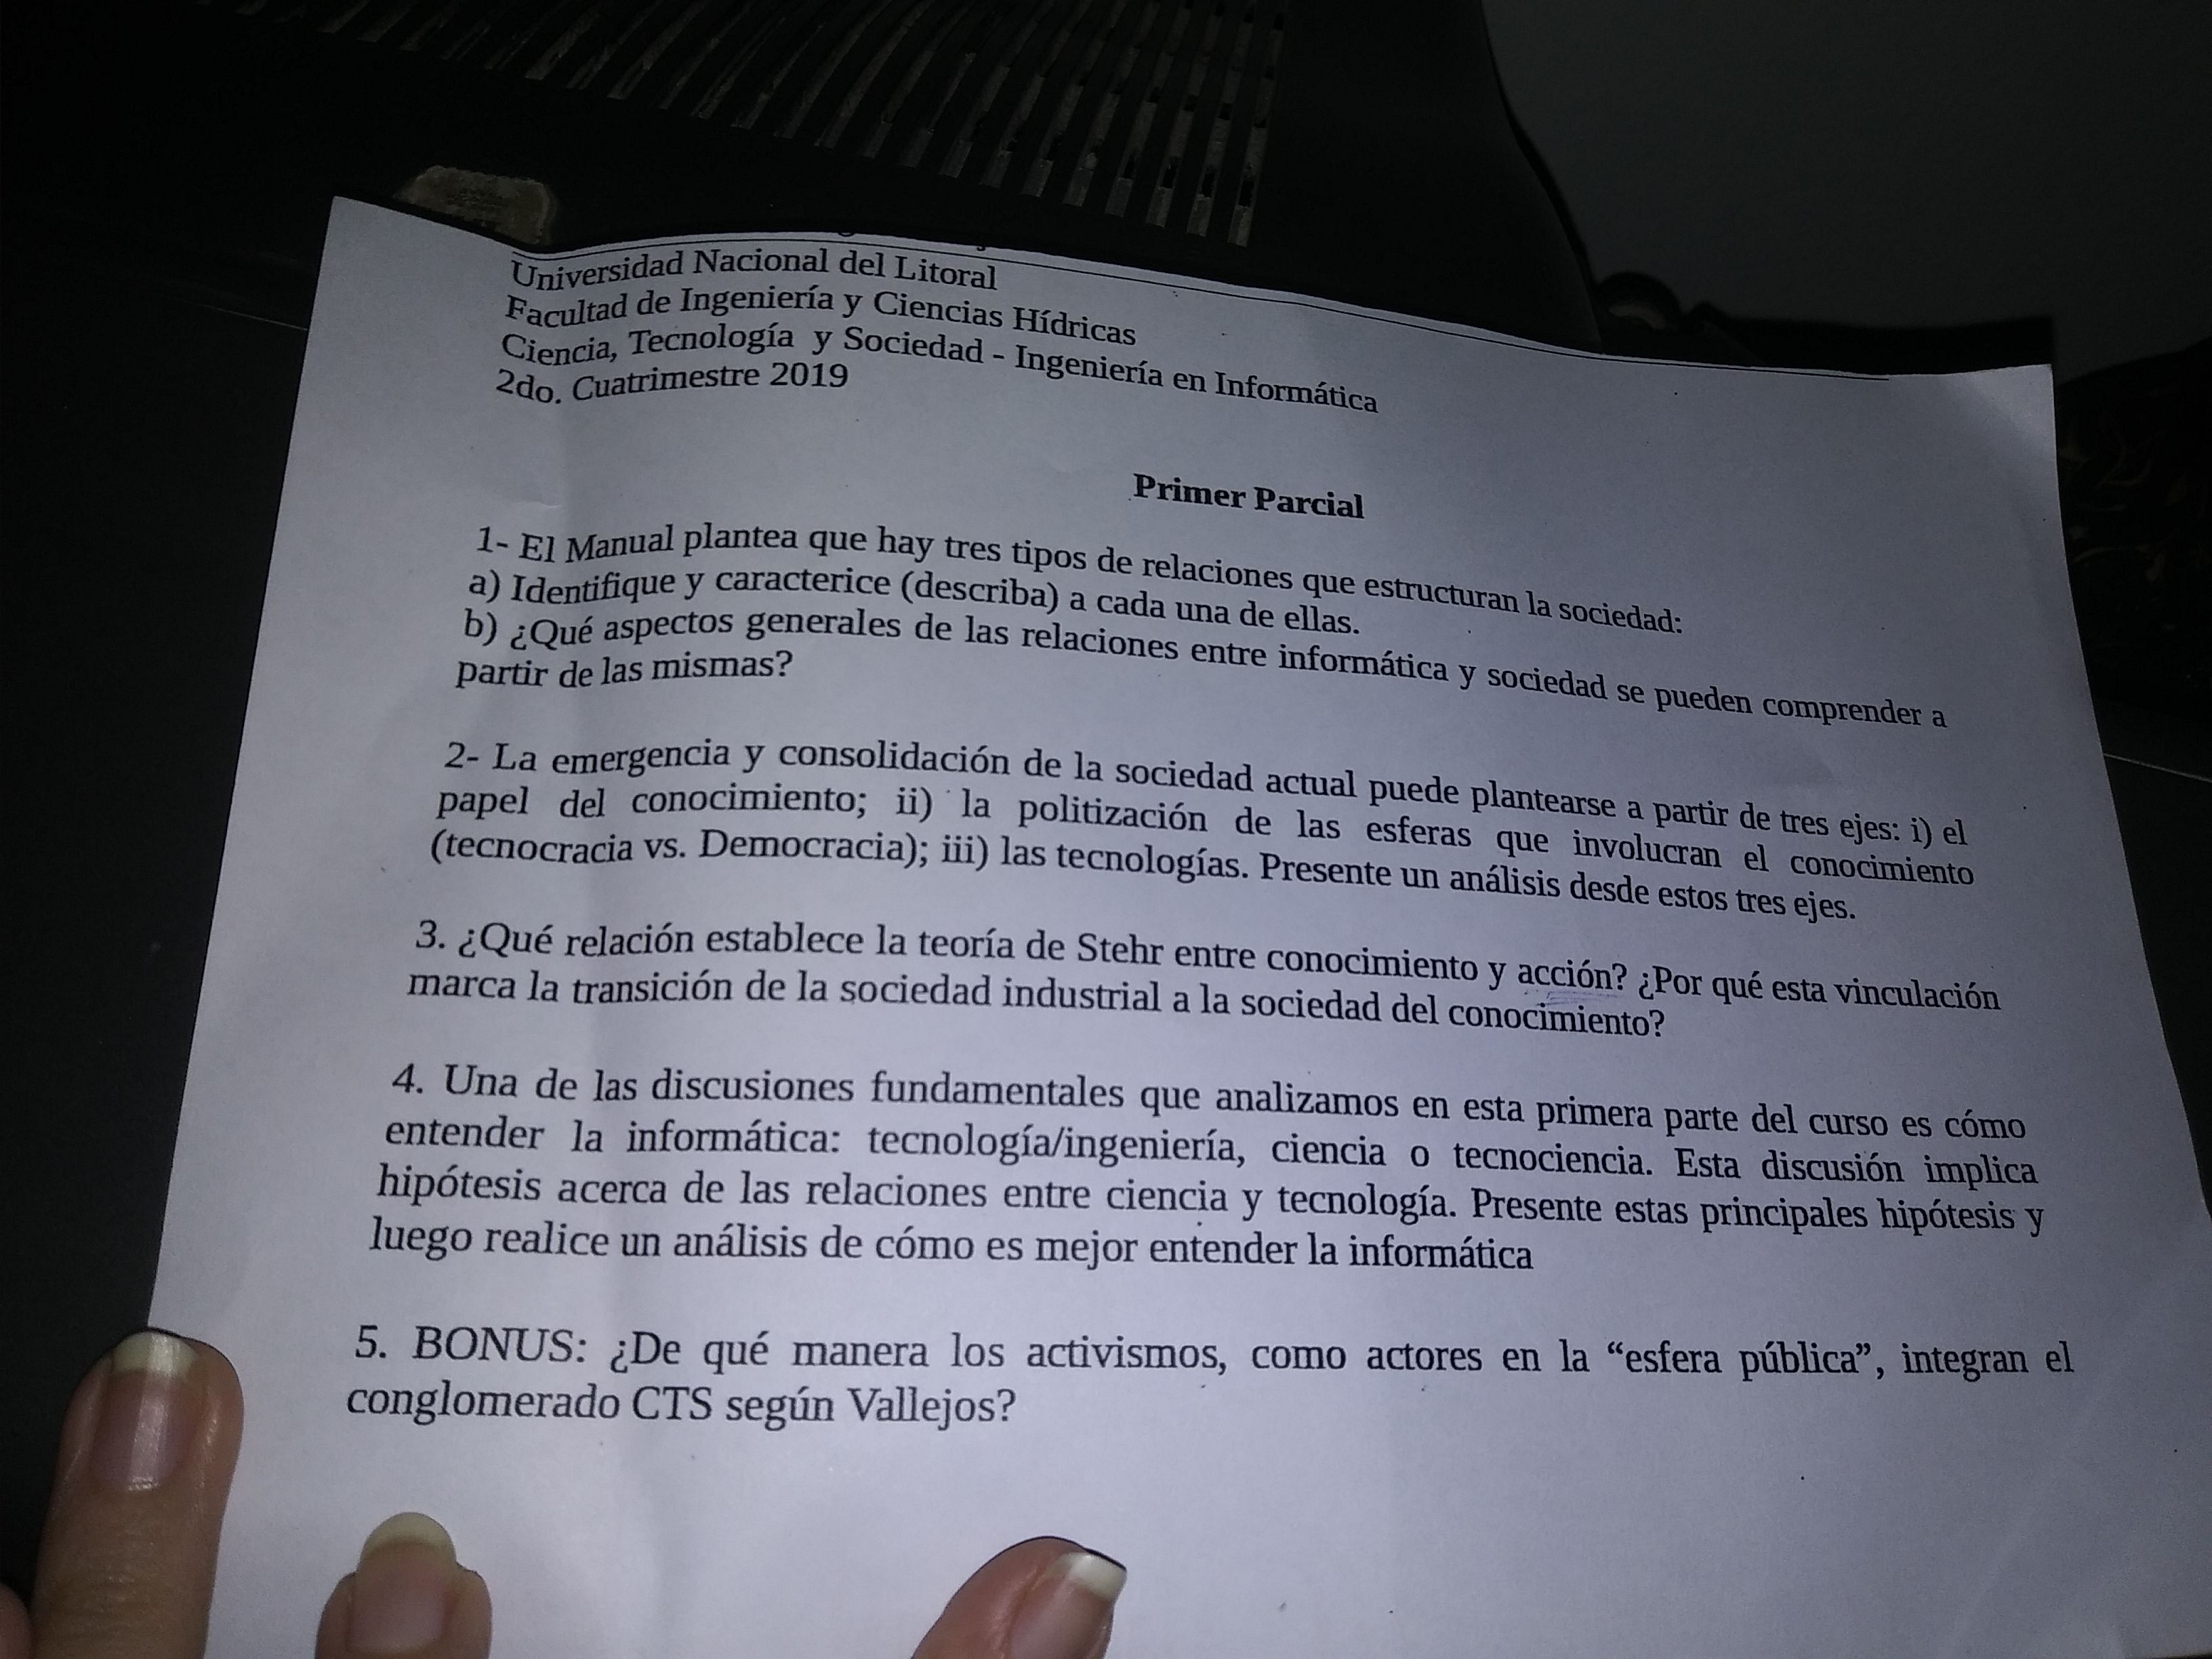 Universidad Nacional del Litoral
Facultad de Ingeniería y Ciencias Hídricas
Ciencia, Tecnología y Sociedad - Ingeniería en Informática
2do. Cuatrimestre 2019
Primer Parcial
1- El Manual plantea que hay tres tipos de relaciones que estructuran la sociedad:
a) Identifique y caracterice (describa) a cada una de ellas.
b) ¿Qué aspectos generales de las relaciones entre informática y sociedad se pueden comprender a
partir de las mismas?
2- La emergencia y consolidación de la sociedad actual puede plantearse a partir de tres ejes: i) el
papel del conocimiento; ii) la politización de las esferas que involucran el conocimiento
(tecnocracia vs. Democracia); iii) las tecnologías. Presente un análisis desde estos tres ejes.
3. ¿Qué relación establece la teoría de Stehr entre conocimiento y acción? ¿Por qué esta vinculación
marca la transición de la sociedad industrial a la sociedad del conocimiento?
4. Una de las discusiones fundamentales que analizamos en esta primera parte del curso es cómo
entender la informática: tecnología/ingeniería, ciencia o tecnociencia. Esta discusión implica
hipótesis acerca de las relaciones entre ciencia y tecnología. Presente estas principales hipótesis y
luego realice un análisis de cómo es mejor entender la informática
5. BONUS: ¿De qué manera los activismos, como actores en la “esfera pública”, integran el
conglomerado CTS según Vallejos?